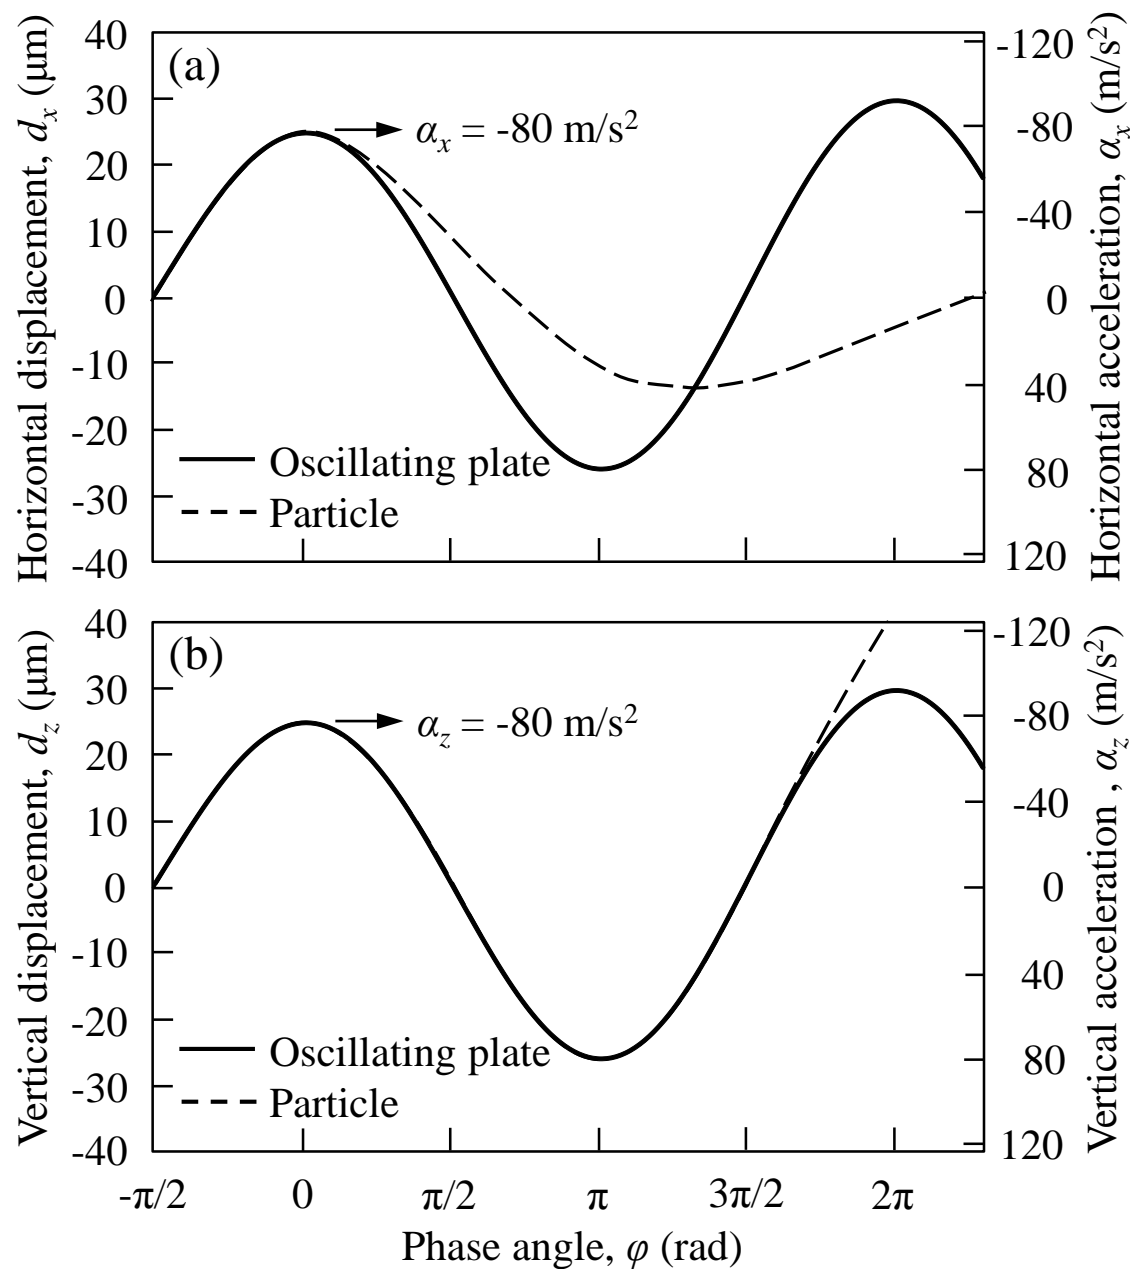 (a)
Horizontal displacement, dₓ (μm)
40
30
20
10
0
-10
-20
-30
-40
αₓ = -80 m/s²
Oscillating plate
Particle
-120
-80
-40
0
40
80
120
Horizontal acceleration, αₓ (m/s²)
(b)
Vertical displacement, d_z (μm)
40
30
20
10
0
-10
-20
-30
-40
α_z = -80 m/s²
Oscillating plate
Particle
-120
-80
-40
0
40
80
120
Vertical acceleration , α_z (m/s²)
-π/2 0 π/2 π 3π/2 2π
Phase angle, φ (rad)